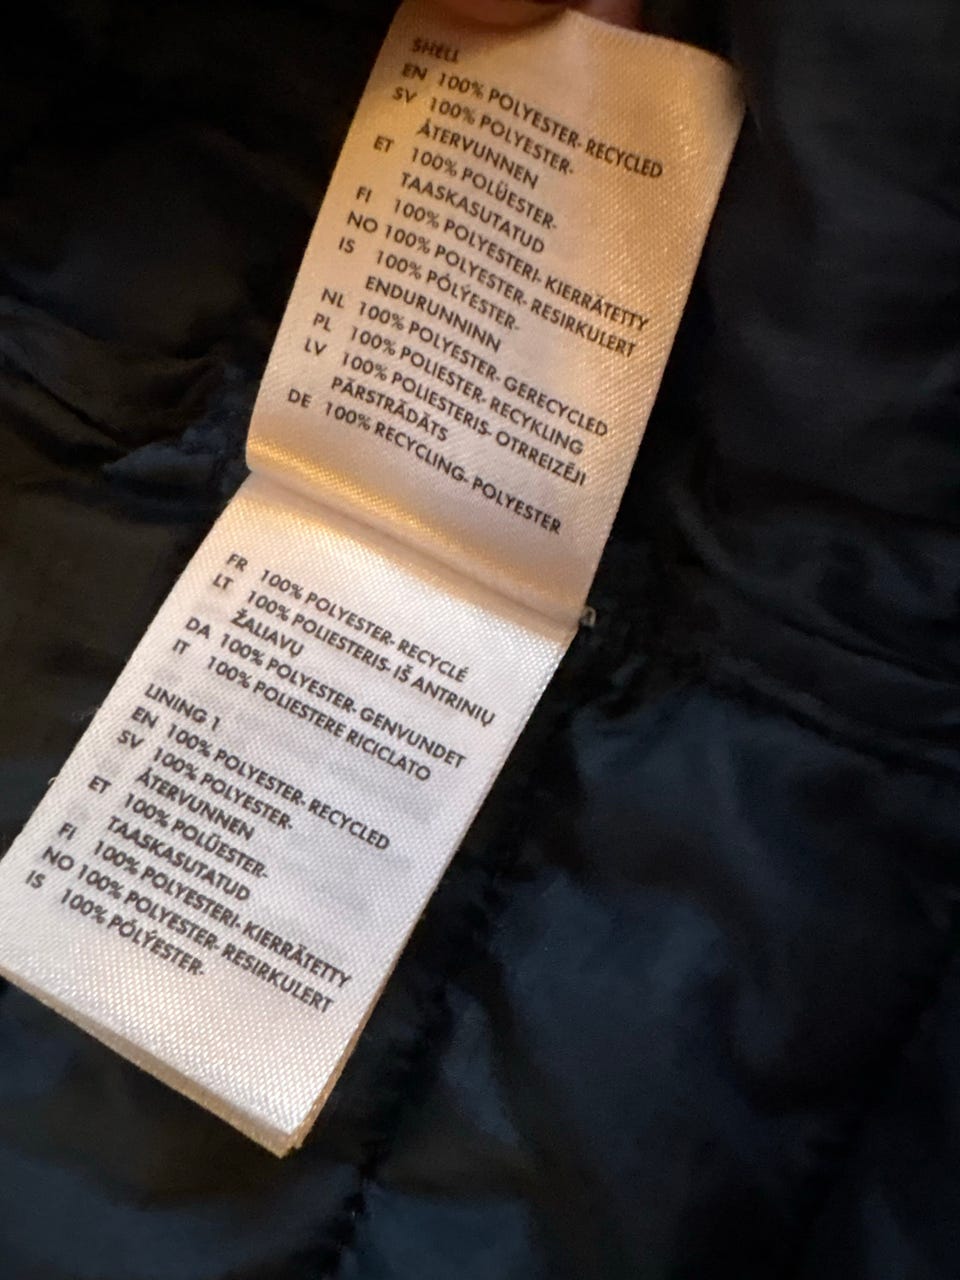 SHELL
EN 100% POLYESTER- RECYCLED
SV 100% POLYESTER-
ÅTERVUNNEN
ET 100% POLÜESTER-
TAASKASUTATUD
FI 100% POLYESTERI- KIERRÄTETTY
NO 100% POLYESTER- RESIRKULERT
IS 100% PÓLÝESTER-
ENDURUNNINN
NL 100% POLYESTER- GERECYCLED
PL 100% POLIESTER- RECYKLING
LV 100% POLIESTERIS- OTRREIZĒJI
PĀRSTRĀDĀTS
DE 100% RECYCLING- POLYESTER
FR 100% POLYESTER- RECYCLÉ
LT 100% POLIESTERIS- IŠ ANTRINIŲ
ŽALIAVŲ
DA 100% POLYESTER- GENVUNDET
IT 100% POLIESTERE RICICLATO
LINING 1
EN 100% POLYESTER- RECYCLED
SV 100% POLYESTER-
ÅTERVUNNEN
ET 100% POLÜESTER-
TAASKASUTATUD
FI 100% POLYESTERI- KIERRÄTETTY
NO 100% POLYESTER- RESIRKULERT
IS 100% PÓLÝESTER-